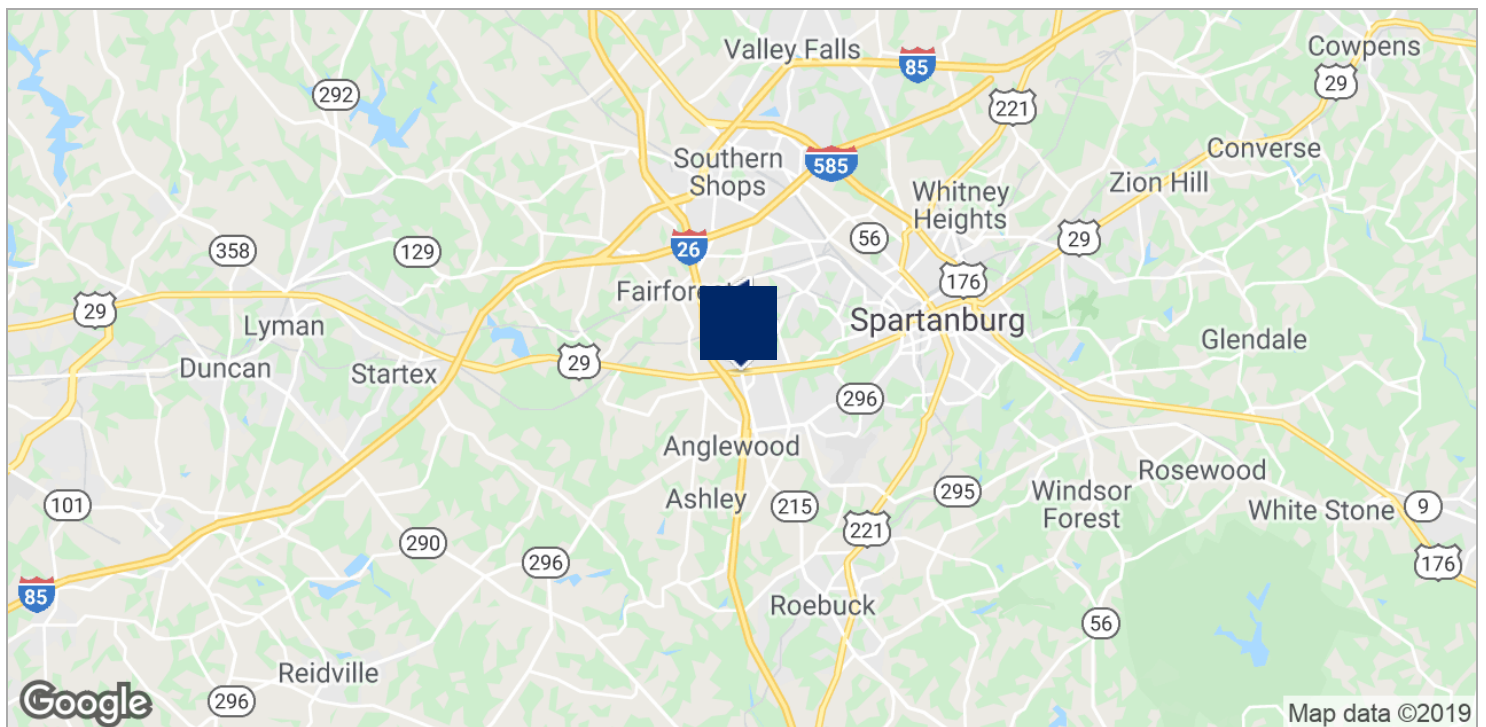 Valley Falls
Cowpens
85
29
292
221
Converse
Southern
Shops
585
Zion Hill
Whitney
Heights
56
29
358
129
26
176
Fairforest
29
Spartanburg
Lyman
Glendale
Duncan
Startex
29
296
Anglewood
Rosewood
101
Ashley
215
295
Windsor
Forest
White Stone
9
221
290
296
176
85
Roebuck
56
Reidville
296
Google
Map data ©2019